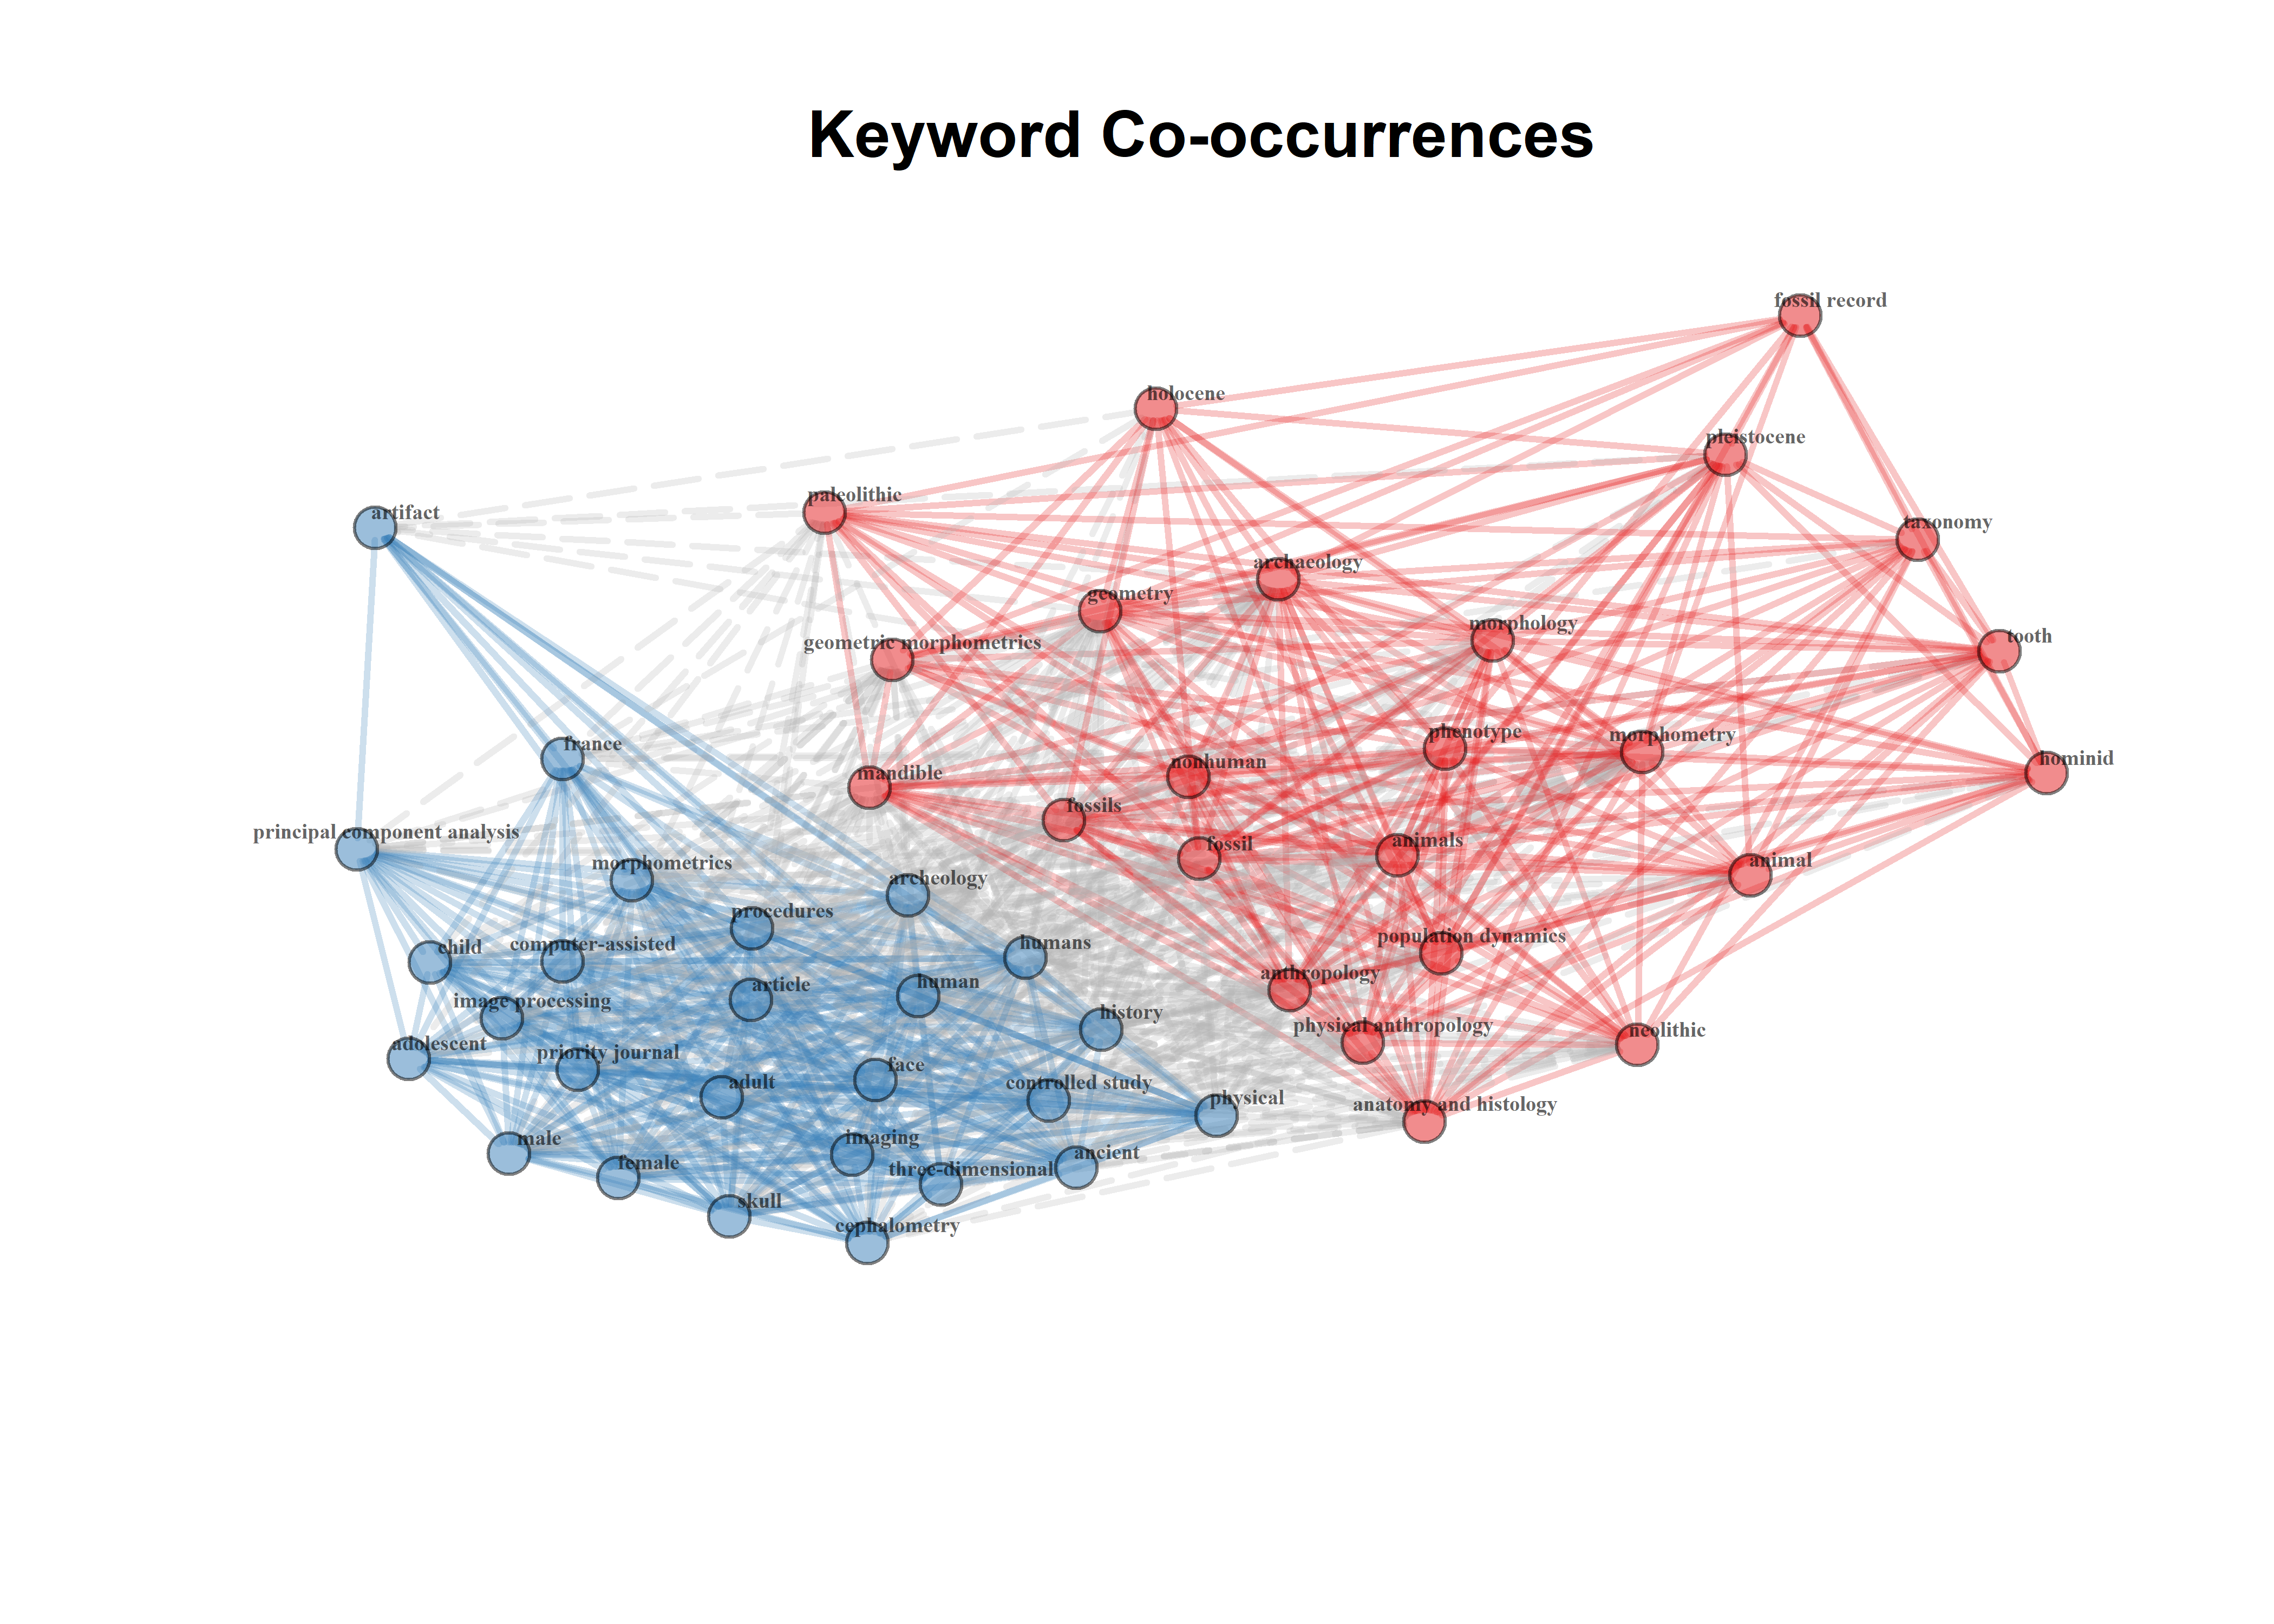 Keyword Co-occurrences
fossil record
holocene
pleistocene
paleolithic
artifact
taxonomy
archaeology
geometry
morphology
tooth
geometric morphometrics
phenotype
morphometry
france
hominid
nonhuman
mandible
fossils
principal component analysis
animals
fossil
animal
morphometrics
archeology
procedures
population dynamics
humans
computer-assisted
child
anthropology
human
article
image processing
history
physical anthropology
neolithic
adolescent
priority journal
face
adult
controlled study
physical
anatomy and histology
imaging
male
ancient
female
three-dimensional
skull
cephalometry